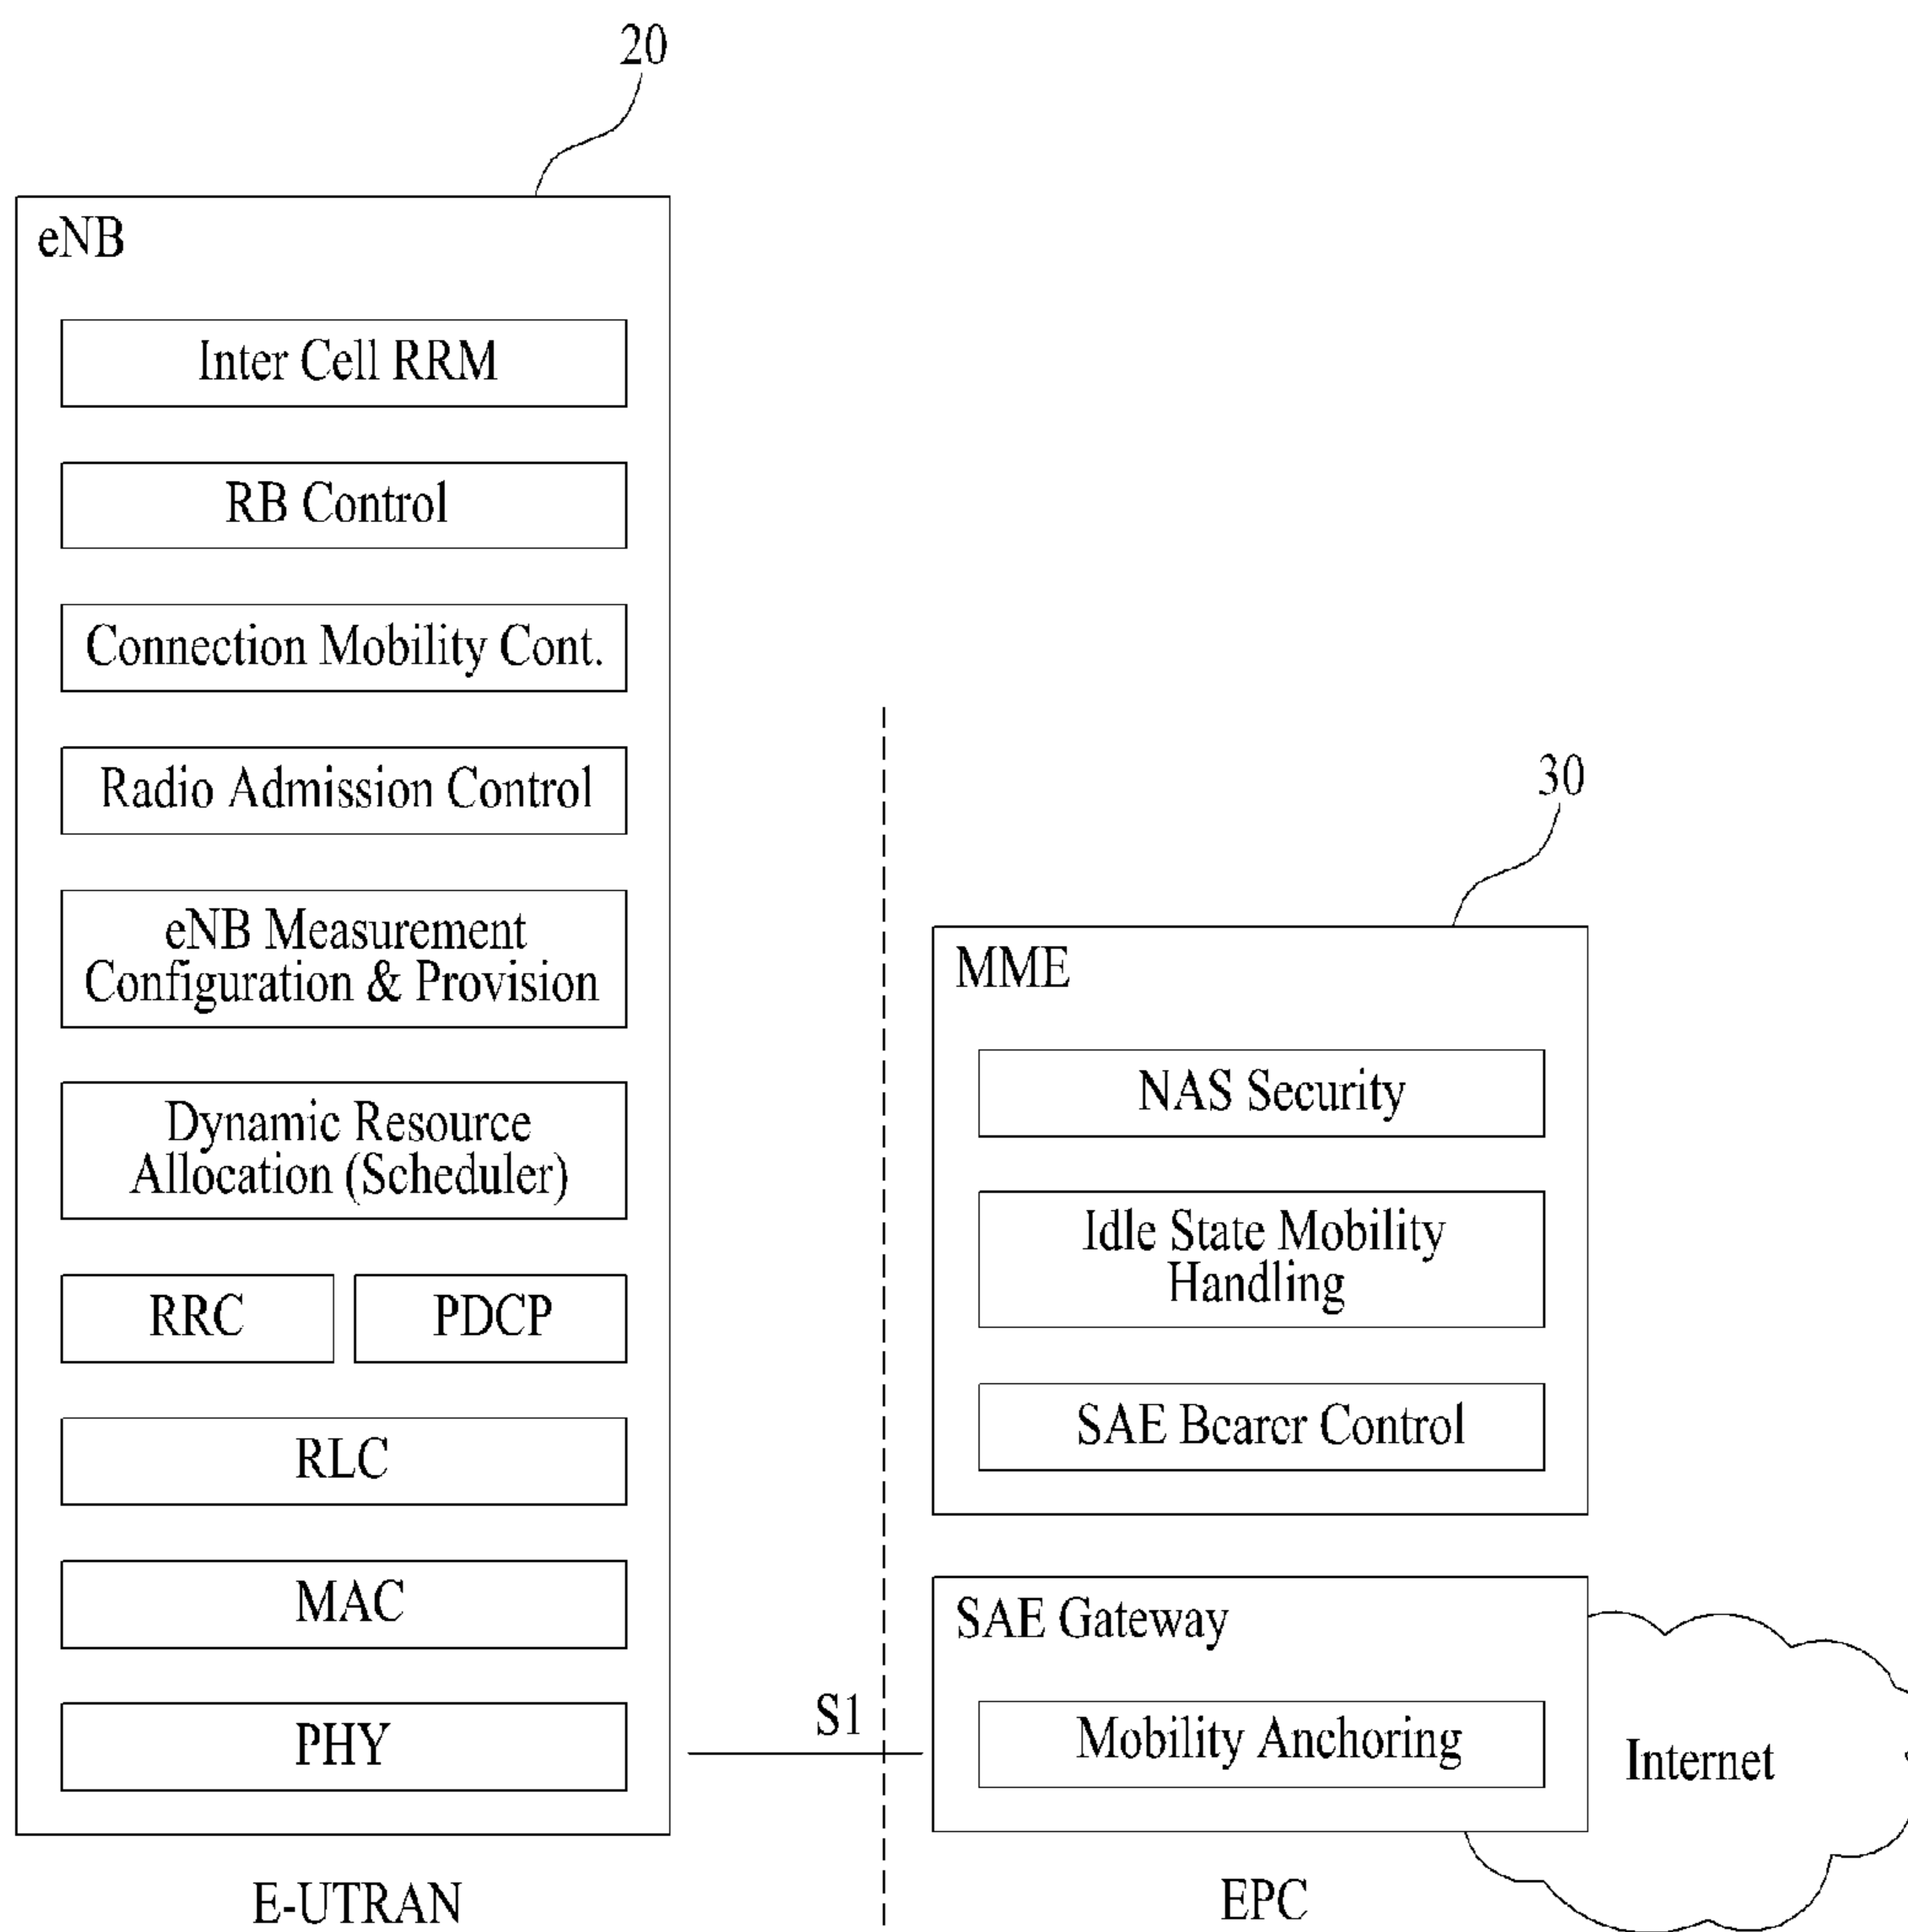 20
eNB
Inter Cell RRM
RB Control
Connection Mobility Cont.
Radio Admission Control
eNB Measurement
Configuration & Provision
Dynamic Resource
Allocation (Scheduler)
RRC
PDCP
RLC
MAC
PHY
E-UTRAN
S1
30
MME
NAS Security
Idle State Mobility
Handling
SAE Bearer Control
SAE Gateway
Mobility Anchoring
Internet
EPC